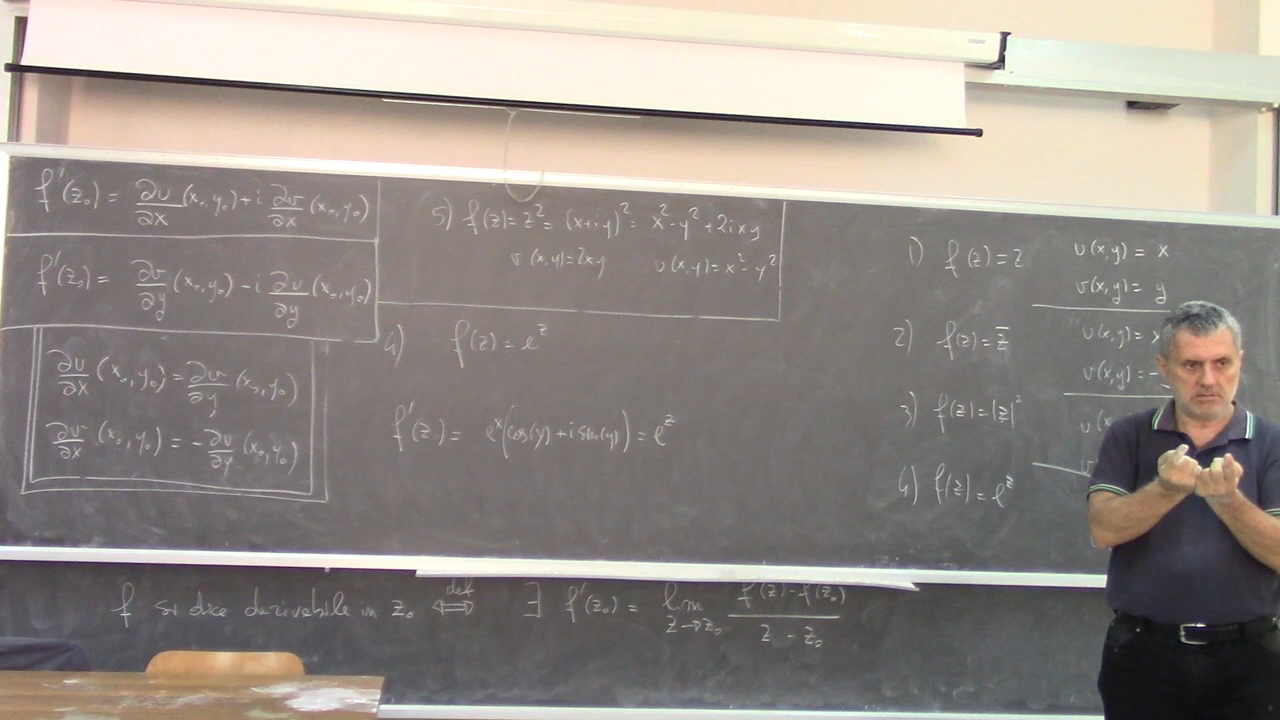 f'(z₀) = ∂u/∂x (x₀, y₀) + i ∂v/∂x (x₀, y₀)
f'(z₀) = ∂v/∂y (x₀, y₀) - i ∂u/∂y (x₀, y₀)
∂u/∂x (x₀, y₀) = ∂v/∂y (x₀, y₀)
∂v/∂x (x₀, y₀) = - ∂u/∂y (x₀, y₀)
5) f(z) = z² = (x+iy)² = x² - y² + 2ixy
v(x,y) = 2xy u(x,y) = x² - y²
4) f(z) = e^z
f'(z) = e^x (cos(y) + i sin(y)) = e^z
1) f(z) = z u(x,y) = x
v(x,y) = y
2) f(z) = z̅ u(x,y) = x
v(x,y) = -
3) f(z) = |z|² u(x
4) f(z) = e^z
f si dice derivabile in z₀ ⟺ def ∃ f'(z₀) = lim z→z₀ (f(z) - f(z₀))/(z - z₀)